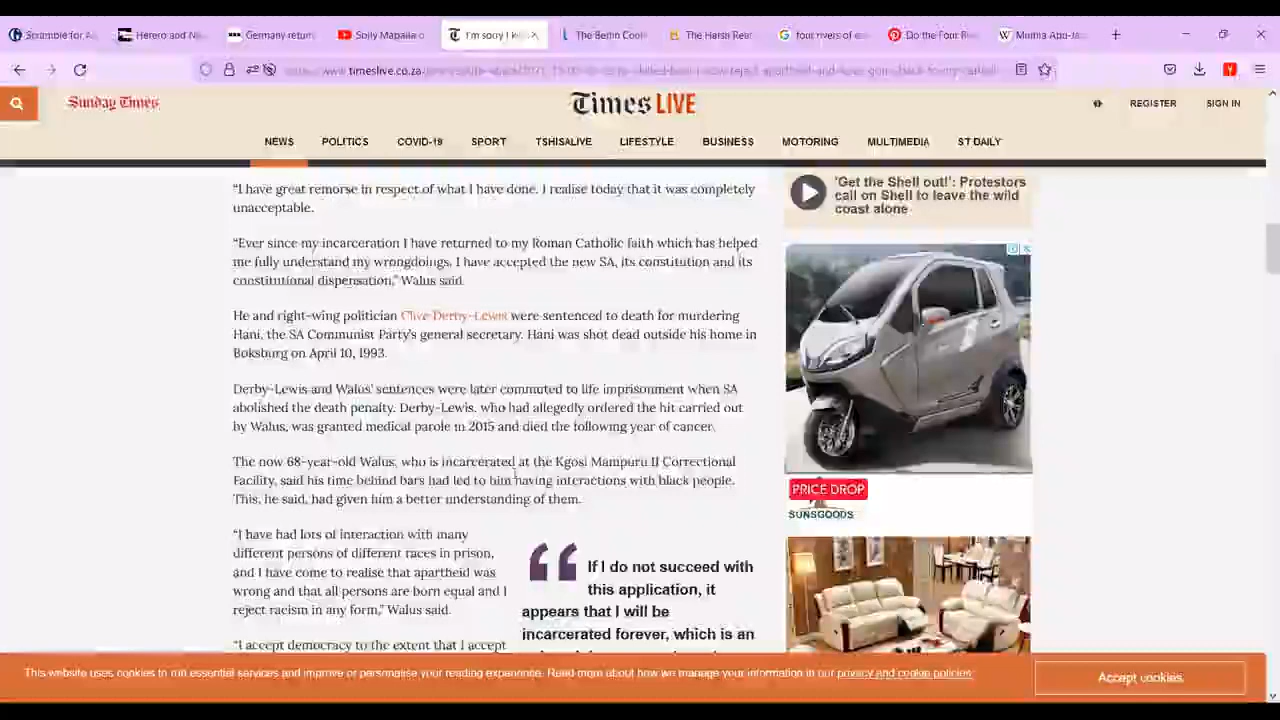 Scramble for A
Herero and Na
Germany return
Solly Mapaila o
I'm sorry I k
The Berlin Con
The Harsh Rea
four rivers of e
Do the Four Riv
Mumia Abu-Ja
www.timeslive.co.za
Sunday Times
Times LIVE
REGISTER
SIGN IN
NEWS
POLITICS
COVID-19
SPORT
TSHISALIVE
LIFESTYLE
BUSINESS
MOTORING
MULTIMEDIA
ST DAILY
“I have great remorse in respect of what I have done. I realise today that it was completely
unacceptable.
“Ever since my incarceration I have returned to my Roman Catholic faith which has helped
me fully understand my wrongdoings. I have accepted the new SA, its constitution and its
constitutional dispensation,” Walus said.
He and right-wing politician Clive Derby-Lewis were sentenced to death for murdering
Hani, the SA Communist Party's general secretary. Hani was shot dead outside his home in
Boksburg on April 10, 1993.
Derby-Lewis and Walus' sentences were later commuted to life imprisonment when SA
abolished the death penalty. Derby-Lewis, who had allegedly ordered the hit carried out
by Walus, was granted medical parole in 2015 and died the following year of cancer.
The now 68-year-old Walus, who is incarcerated at the Kgosi Mampuru II Correctional
Facility, said his time behind bars had led to him having interactions with black people.
This, he said, had given him a better understanding of them.
“I have had lots of interaction with many
different persons of different races in prison,
and I have come to realise that apartheid was
wrong and that all persons are born equal and I
reject racism in any form,” Walus said.
“I accept democracy to the extent that I accept
If I do not succeed with
this application, it
appears that I will be
incarcerated forever, which is an
‘Get the Shell out!’: Protestors
call on Shell to leave the wild
coast alone
PRICE DROP
SUNSGOODS
This website uses cookies to run essential services and improve or personalise your reading experience. Read more about how we manage your information in our privacy and cookie policies.
Accept cookies.